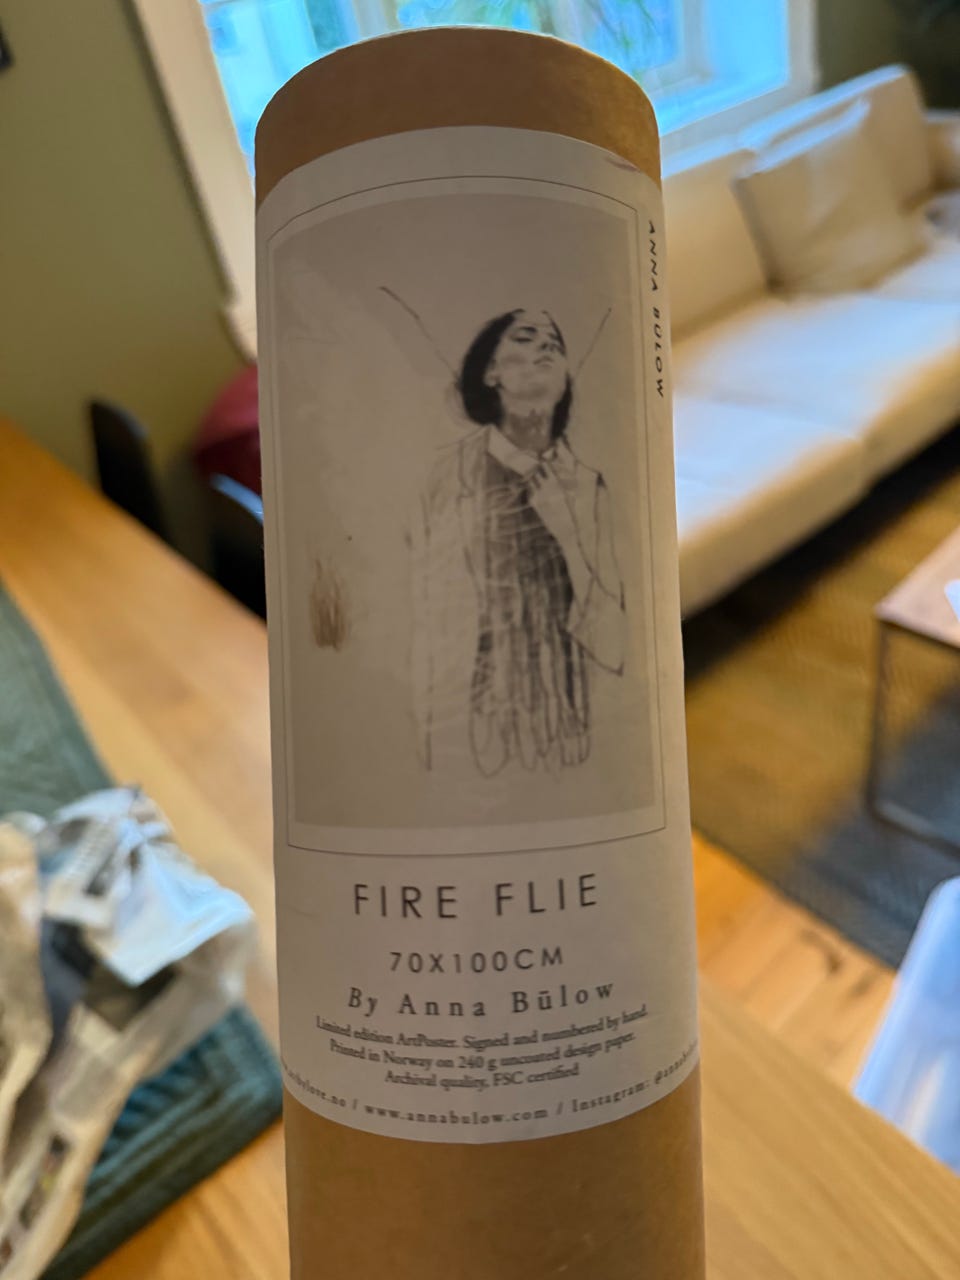 ANNA BŪLOW
FIRE FLIE
70X100CM
By Anna Būlow
Limited edition ArtPoster. Signed and numbered by hand.
Printed in Norway on 240 g uncoated design paper.
Archival quality, FSC certified
/ www.annabulow.com / Instagram: